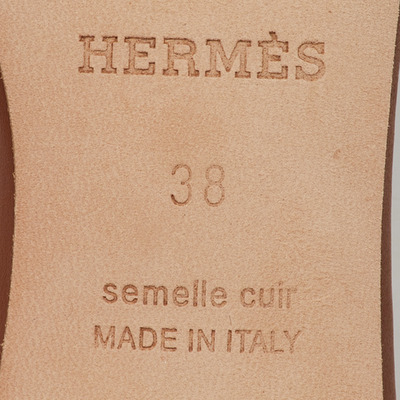 HERMÈS
38
semelle cuir
MADE IN ITALY